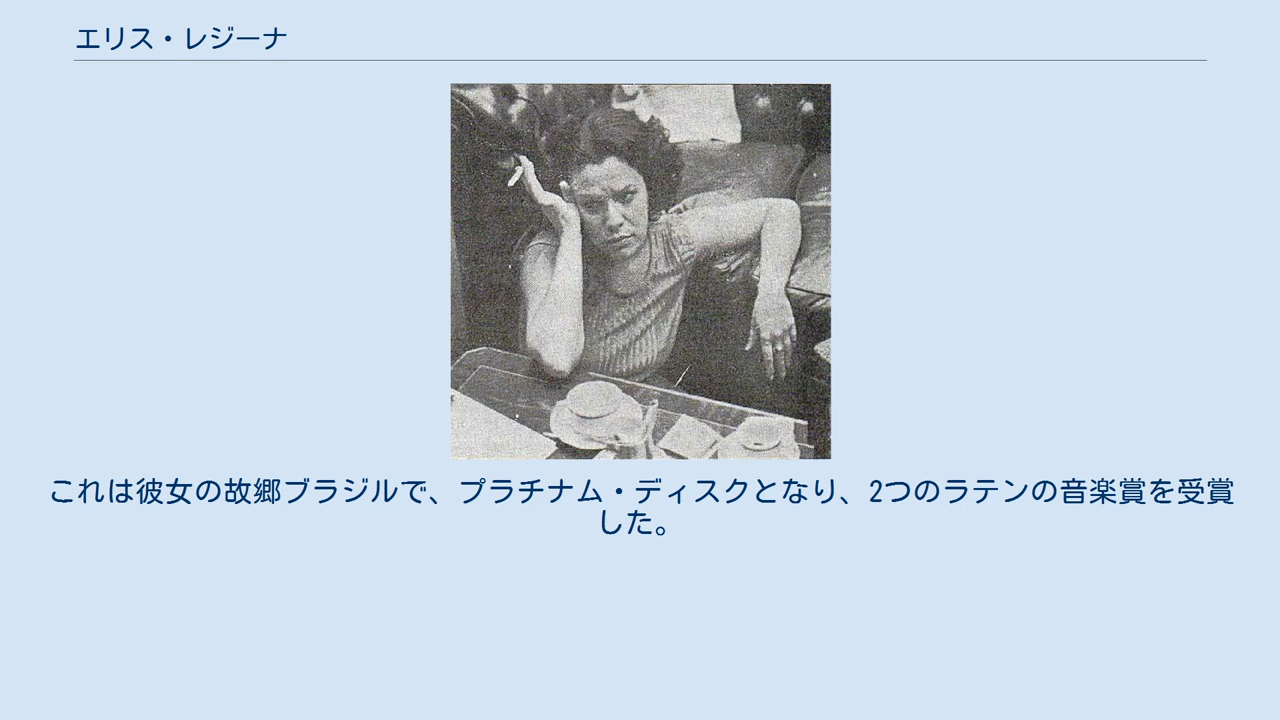 エリス・レジーナ
これは彼女の故郷ブラジルで、プラチナム・ディスクとなり、2つのラテンの音楽賞を受賞
した。